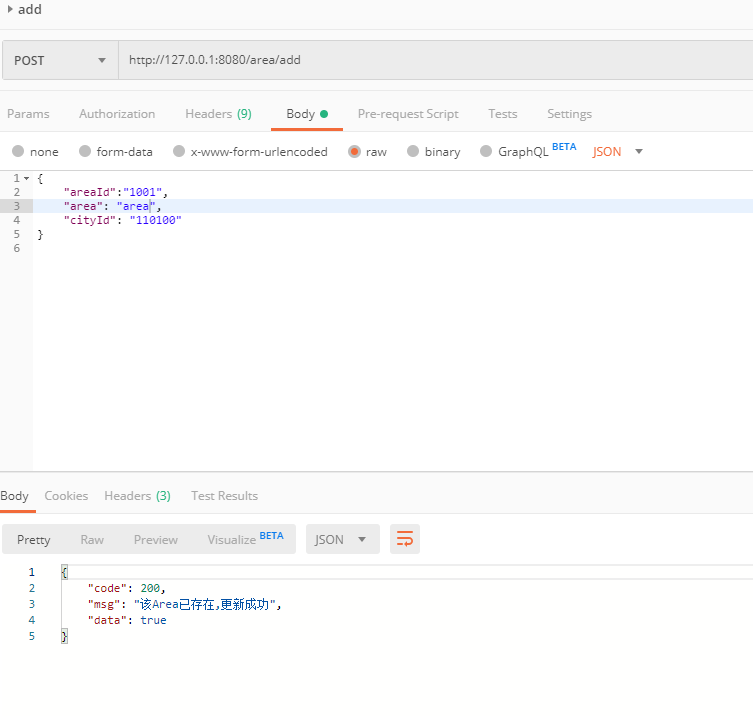 add
POST http://127.0.0.1:8080/area/add
Params Authorization Headers (9) Body Pre-request Script Tests Settings
none form-data x-www-form-urlencoded raw binary GraphQL BETA JSON
1 {
2 "areaId":"1001",
3 "area": "area",
4 "cityId": "110100"
5 }
6
Body Cookies Headers (3) Test Results
Pretty Raw Preview Visualize BETA JSON
1 {
2 "code": 200,
3 "msg": "该Area已存在,更新成功",
4 "data": true
5 }